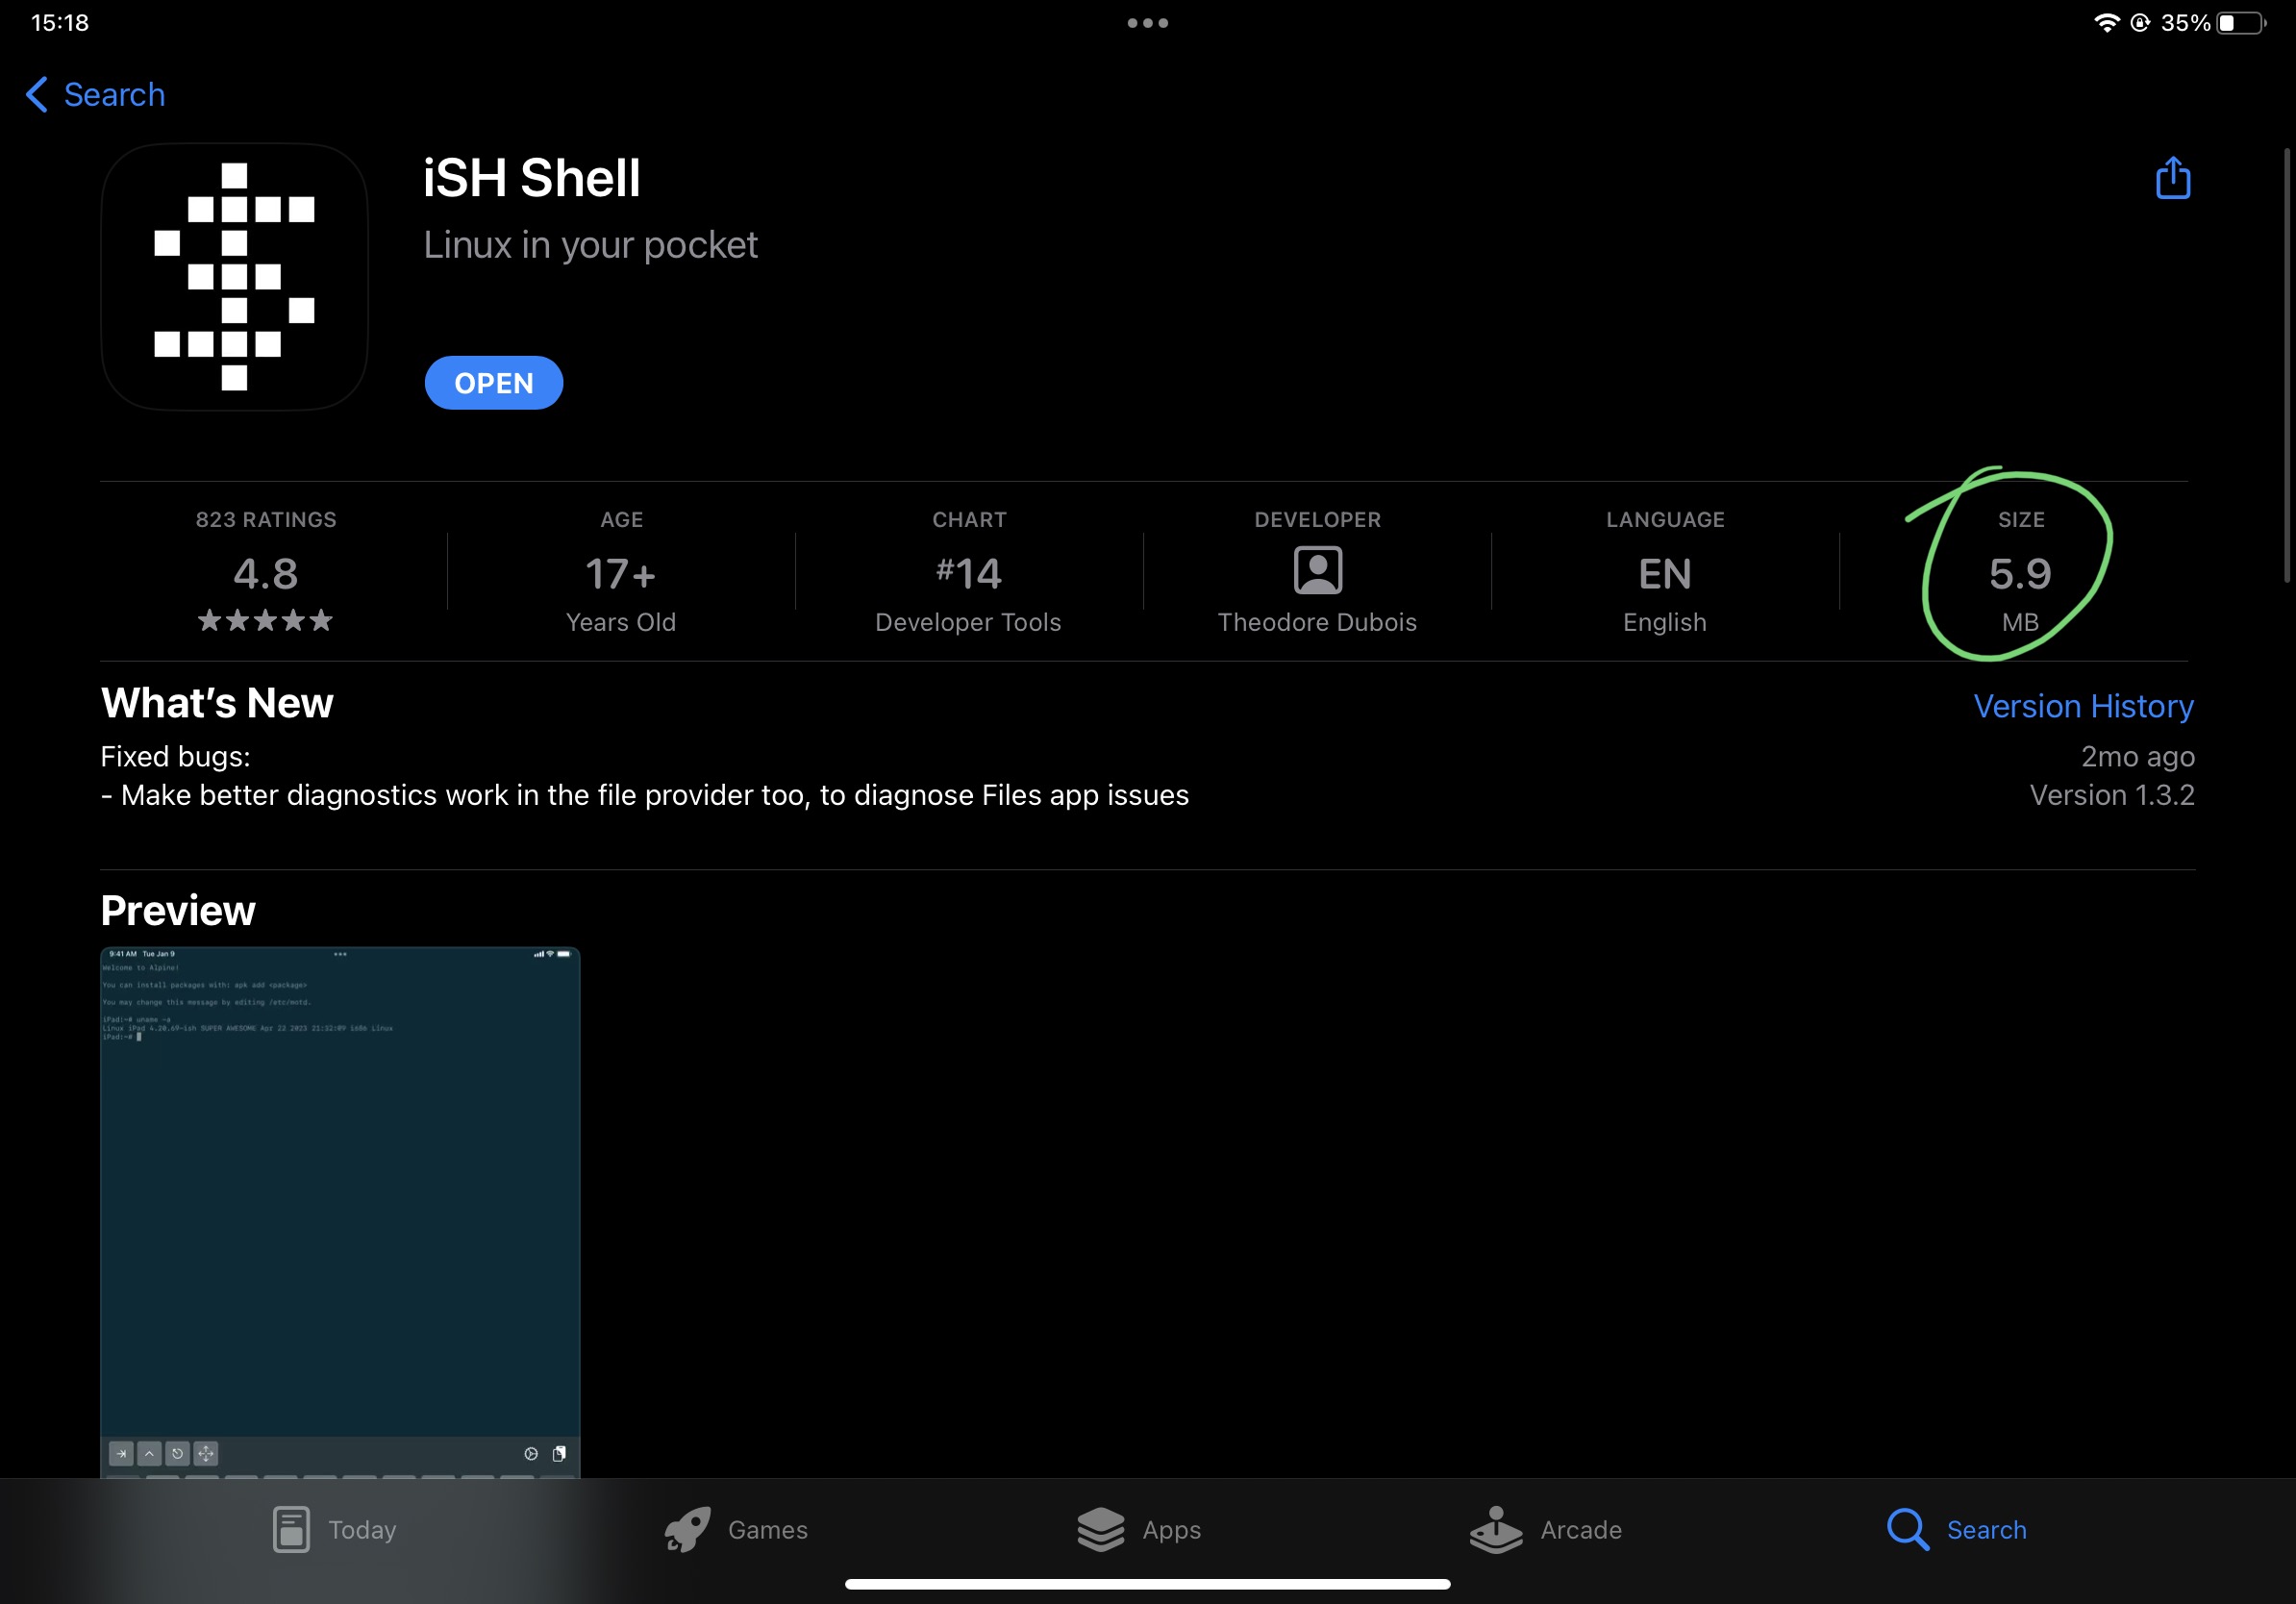 15:18
35%
Search
iSH Shell
Linux in your pocket
OPEN
823 RATINGS
4.8
AGE
17+
Years Old
CHART
#14
Developer Tools
DEVELOPER
Theodore Dubois
LANGUAGE
EN
English
SIZE
5.9
MB
What's New
Version History
Fixed bugs:
2mo ago
- Make better diagnostics work in the file provider too, to diagnose Files app issues
Version 1.3.2
Preview
9:41 AM Tue Jan 9
Welcome to Alpine!
You can install packages with: apk add <package>
You may change this message by editing /etc/motd.
iPad:~# uname -a
Linux iPad 4.20.69-ish SUPER AWESOME Apr 22 2023 21:32:09 i686 Linux
iPad:~#
Today
Games
Apps
Arcade
Search